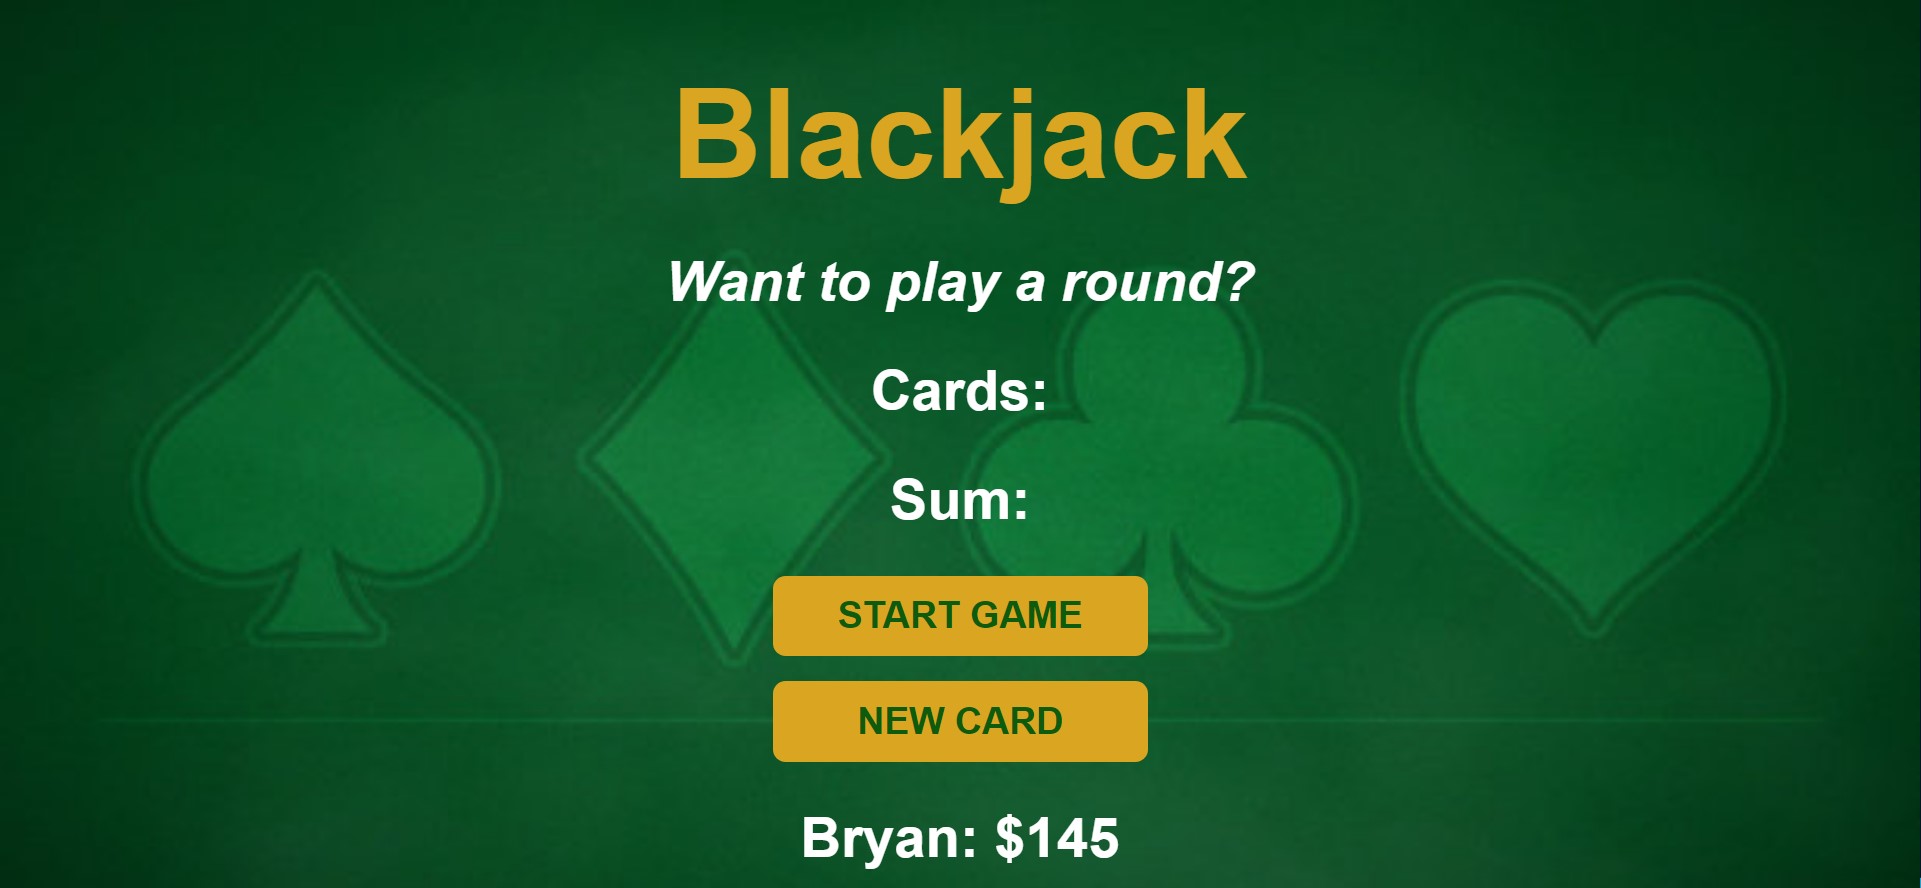 Blackjack
Want to play a round?
Cards:
Sum:
START GAME
NEW CARD
Bryan: $145